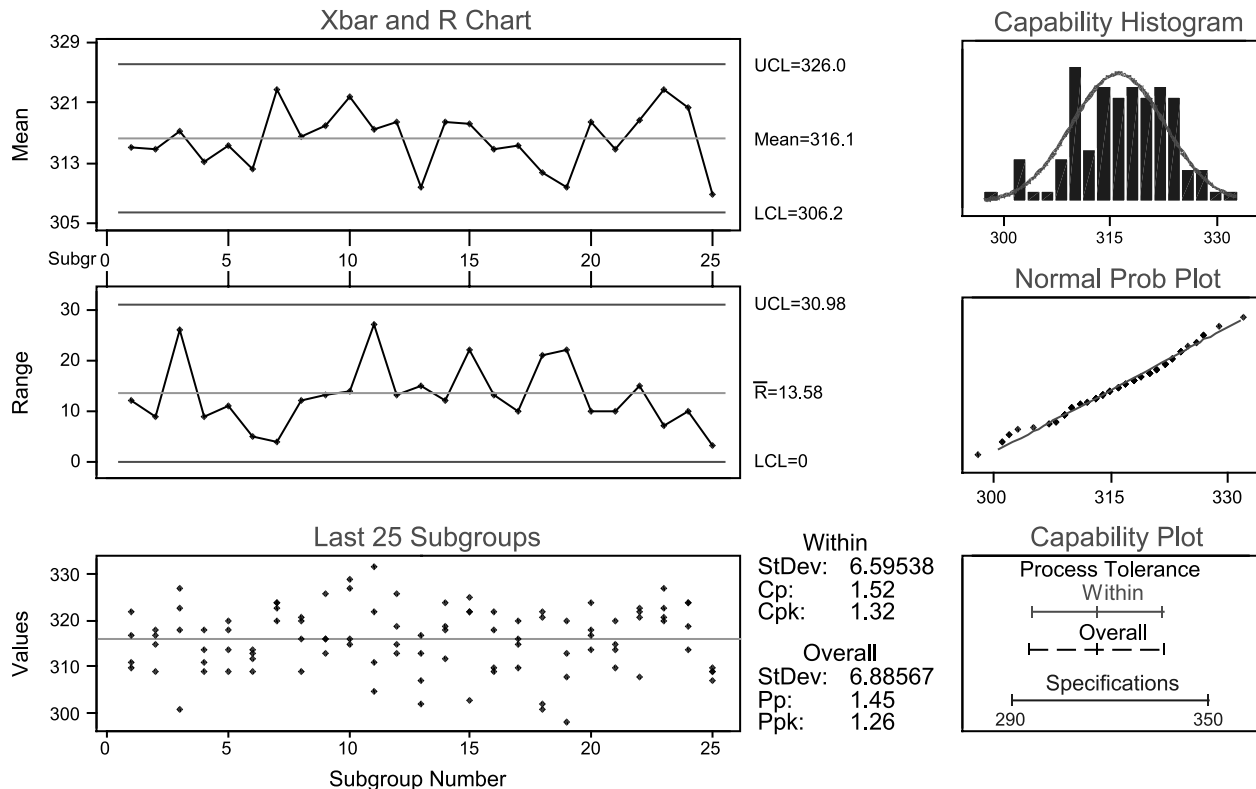 Xbar and R Chart
329
321
313
305
Mean
UCL=326.0
Mean=316.1
LCL=306.2
Subgr 0 5 10 15 20 25
30
20
10
0
Range
UCL=30.98
R̅=13.58
LCL=0
Last 25 Subgroups
330
320
310
300
Values
0 5 10 15 20 25
Subgroup Number
Within
StDev: 6.59538
Cp: 1.52
Cpk: 1.32
Overall
StDev: 6.88567
Pp: 1.45
Ppk: 1.26
Capability Histogram
300 315 330
Normal Prob Plot
300 315 330
Capability Plot
Process Tolerance
Within
Overall
Specifications
290 350